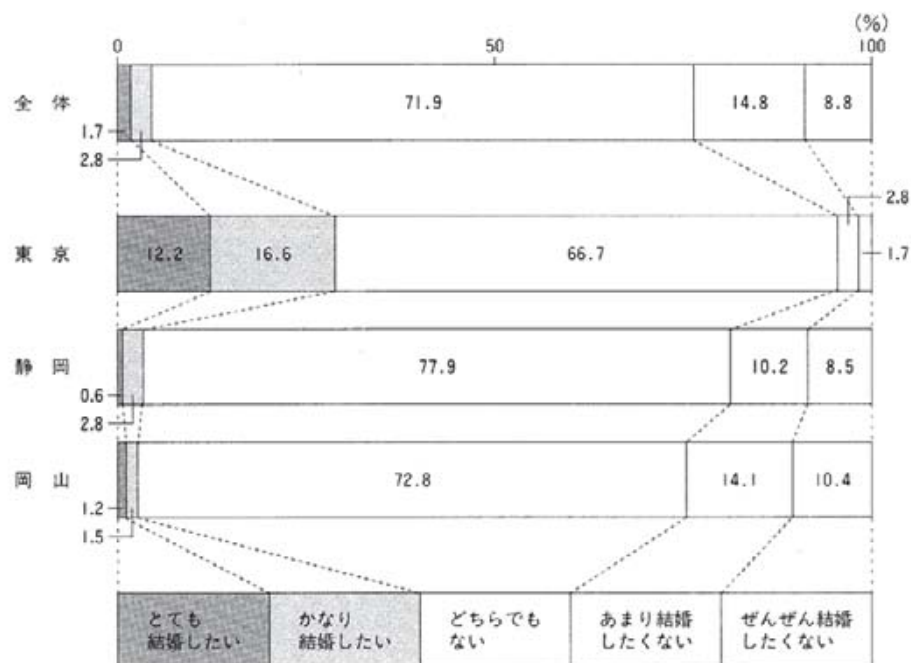 (%)
0 50 100
全体
71.9 14.8 8.8
1.7
2.8
2.8
東京
12.2 16.6 66.7
1.7
静岡
77.9 10.2 8.5
0.6
2.8
岡山
72.8 14.1 10.4
1.2
1.5
とても
結婚したい
かなり
結婚したい
どちらでも
ない
あまり結婚
したくない
ぜんぜん結婚
したくない